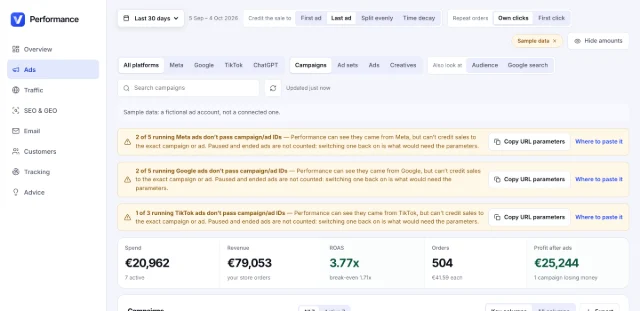 Performance
Last 30 days
5 Sep – 4 Oct 2026
Credit the sale to
First ad
Last ad
Split evenly
Time decay
Repeat orders
Own clicks
First click
Sample data ×
Hide amounts
Overview
Ads
Traffic
SEO & GEO
Email
Customers
Tracking
Advice
All platforms
Meta
Google
TikTok
ChatGPT
Campaigns
Ad sets
Ads
Creatives
Also look at
Audience
Google search
Search campaigns
Updated just now
Sample data: a fictional ad account, not a connected one.
2 of 5 running Meta ads don't pass campaign/ad IDs — Performance can see they came from Meta, but can't credit sales to
the exact campaign or ad. Paused and ended ads are not counted: switching one back on is what would need the parameters.
Copy URL parameters
Where to paste it
2 of 5 running Google ads don't pass campaign/ad IDs — Performance can see they came from Google, but can't credit sales
to the exact campaign or ad. Paused and ended ads are not counted: switching one back on is what would need the
parameters.
Copy URL parameters
Where to paste it
1 of 3 running TikTok ads don't pass campaign/ad IDs — Performance can see they came from TikTok, but can't credit sales to
the exact campaign or ad. Paused and ended ads are not counted: switching one back on is what would need the parameters.
Copy URL parameters
Where to paste it
Spend
€20,962
7 active
Revenue
€79,053
your store orders
ROAS
3.77x
break-even 1.71x
Orders
504
€41.59 each
Profit after ads
€25,244
1 campaign losing money
Campaigns
Export